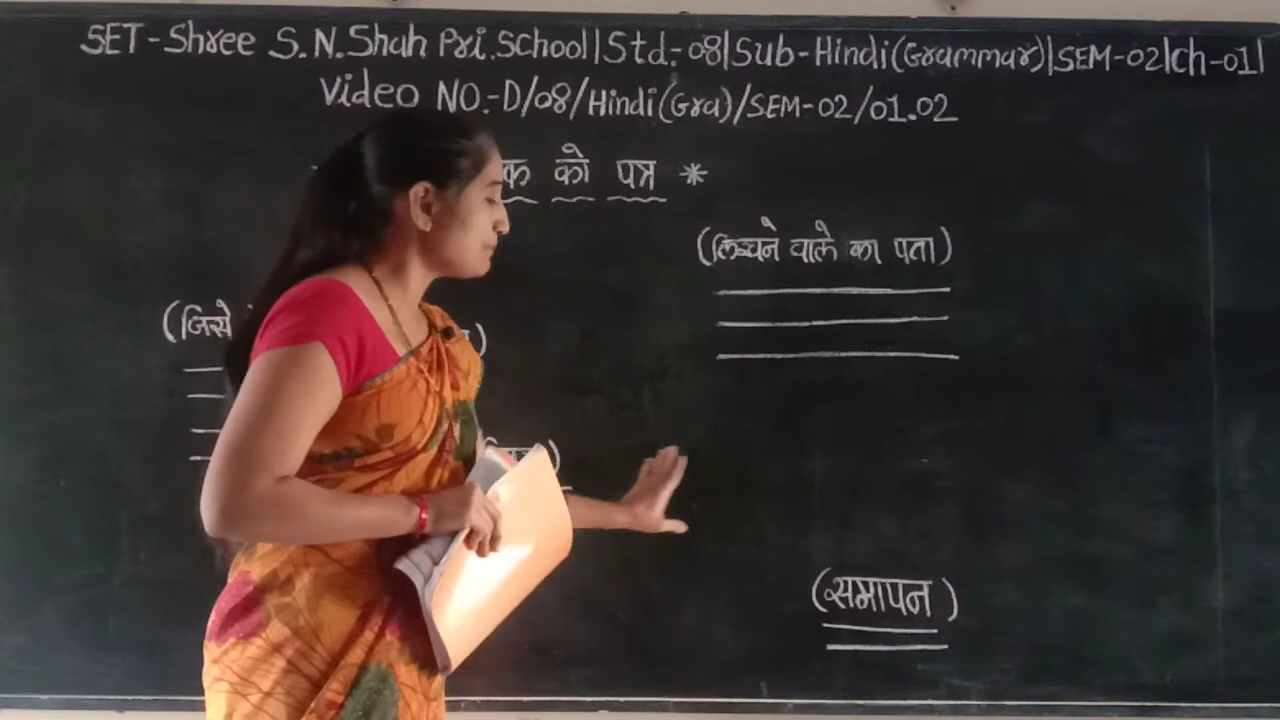 SET-Shree S.N.Shah Pri.School|Std.-08|Sub-Hindi(Grammar)|SEM-02|Ch-01|
Video NO.-D/08/Hindi(Gra)/SEM-02/01.02
को पत्र *
(लिखने वाले का पता)
(जिसे
(समापन)